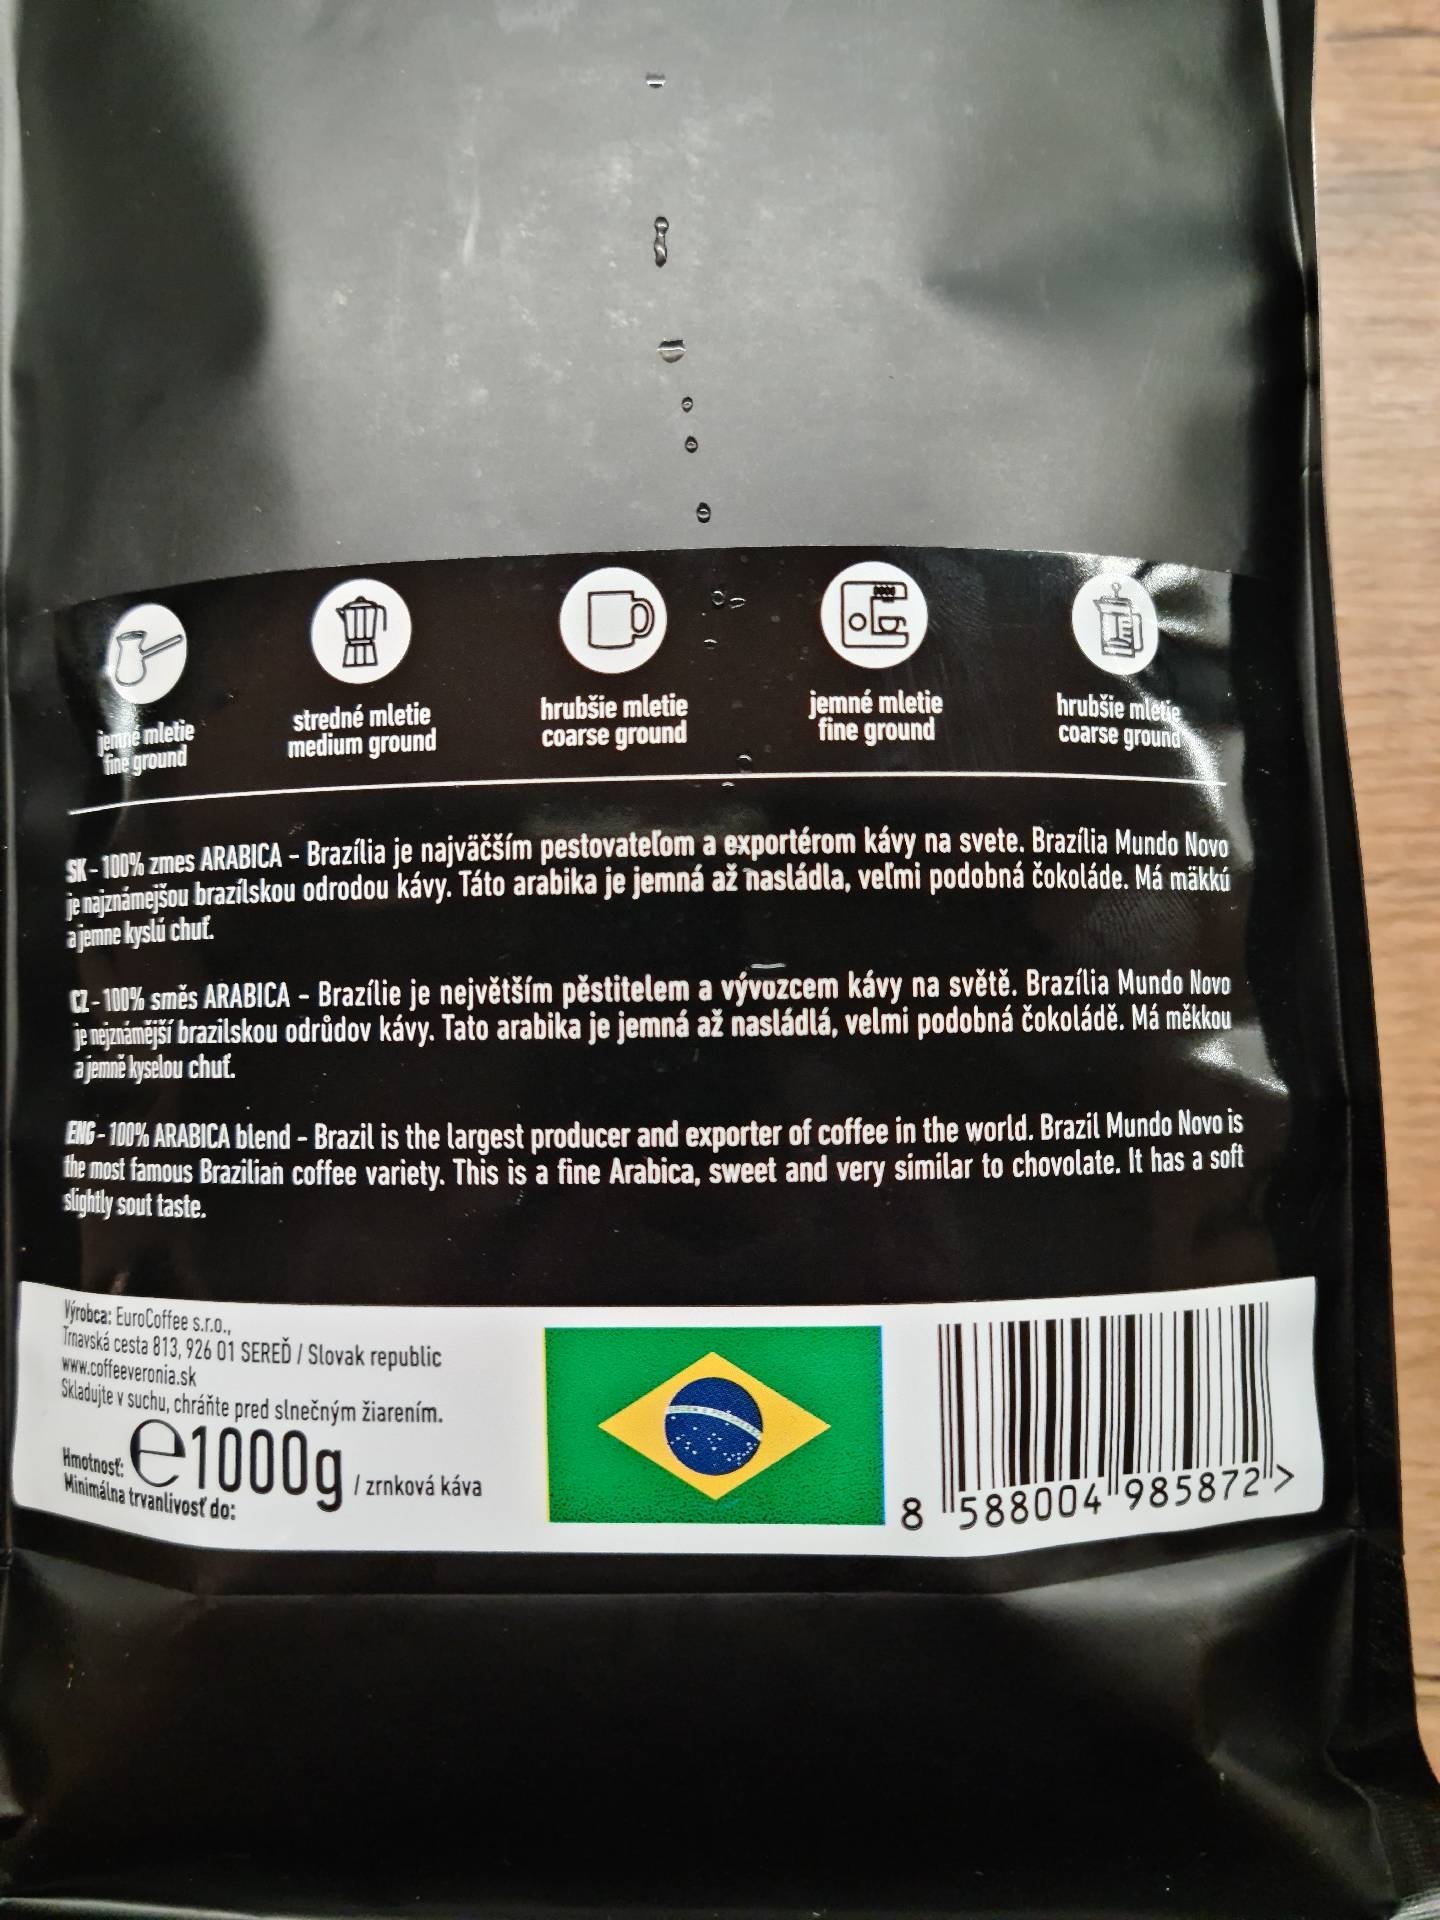 jemné mletie
fine ground
stredné mletie
medium ground
hrubšie mletie
coarse ground
jemné mletie
fine ground
hrubšie mletie
coarse ground
SK - 100% zmes ARABICA - Brazília je najväčším pestovateľom a exportérom kávy na svete. Brazília Mundo Novo
je najznámejšou brazílskou odrodou kávy. Táto arabika je jemná až nasládla, veľmi podobná čokoláde. Má mäkkú
a jemne kyslú chuť.
CZ - 100% směs ARABICA - Brazílie je největším pěstitelem a vývozcem kávy na světě. Brazília Mundo Novo
je nejznámější brazilskou odrůdov kávy. Tato arabika je jemná až nasládlá, velmi podobná čokoládě. Má měkkou
a jemně kyselou chuť.
ENG - 100% ARABICA blend - Brazil is the largest producer and exporter of coffee in the world. Brazil Mundo Novo is
the most famous Brazilian coffee variety. This is a fine Arabica, sweet and very similar to chovolate. It has a soft
slightly sout taste.
Výrobca: EuroCoffee s.r.o.,
Trnavská cesta 813, 926 01 SEREĎ / Slovak republic
www.coffeeveronia.sk
Skladujte v suchu, chráňte pred slnečným žiarením.
Hmotnosť: e1000g / zrnková káva
Minimálna trvanlivosť do:
8 588004 985872 >